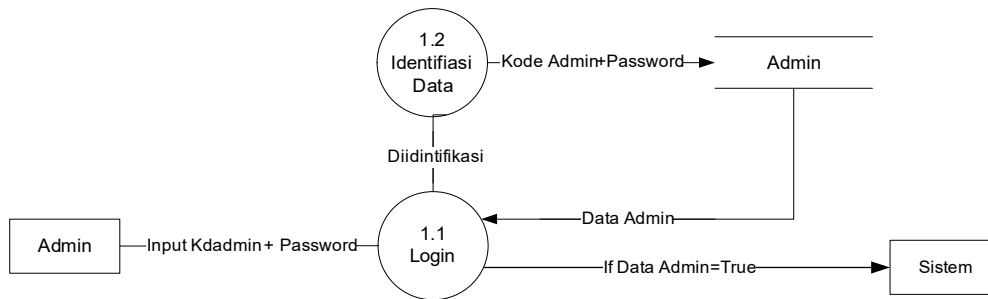 1.2
Identifiasi
Data
Kode Admin+Password
Admin
Diidintifikasi
Data Admin
Admin
Input Kdadmin + Password
1.1
Login
If Data Admin=True
Sistem